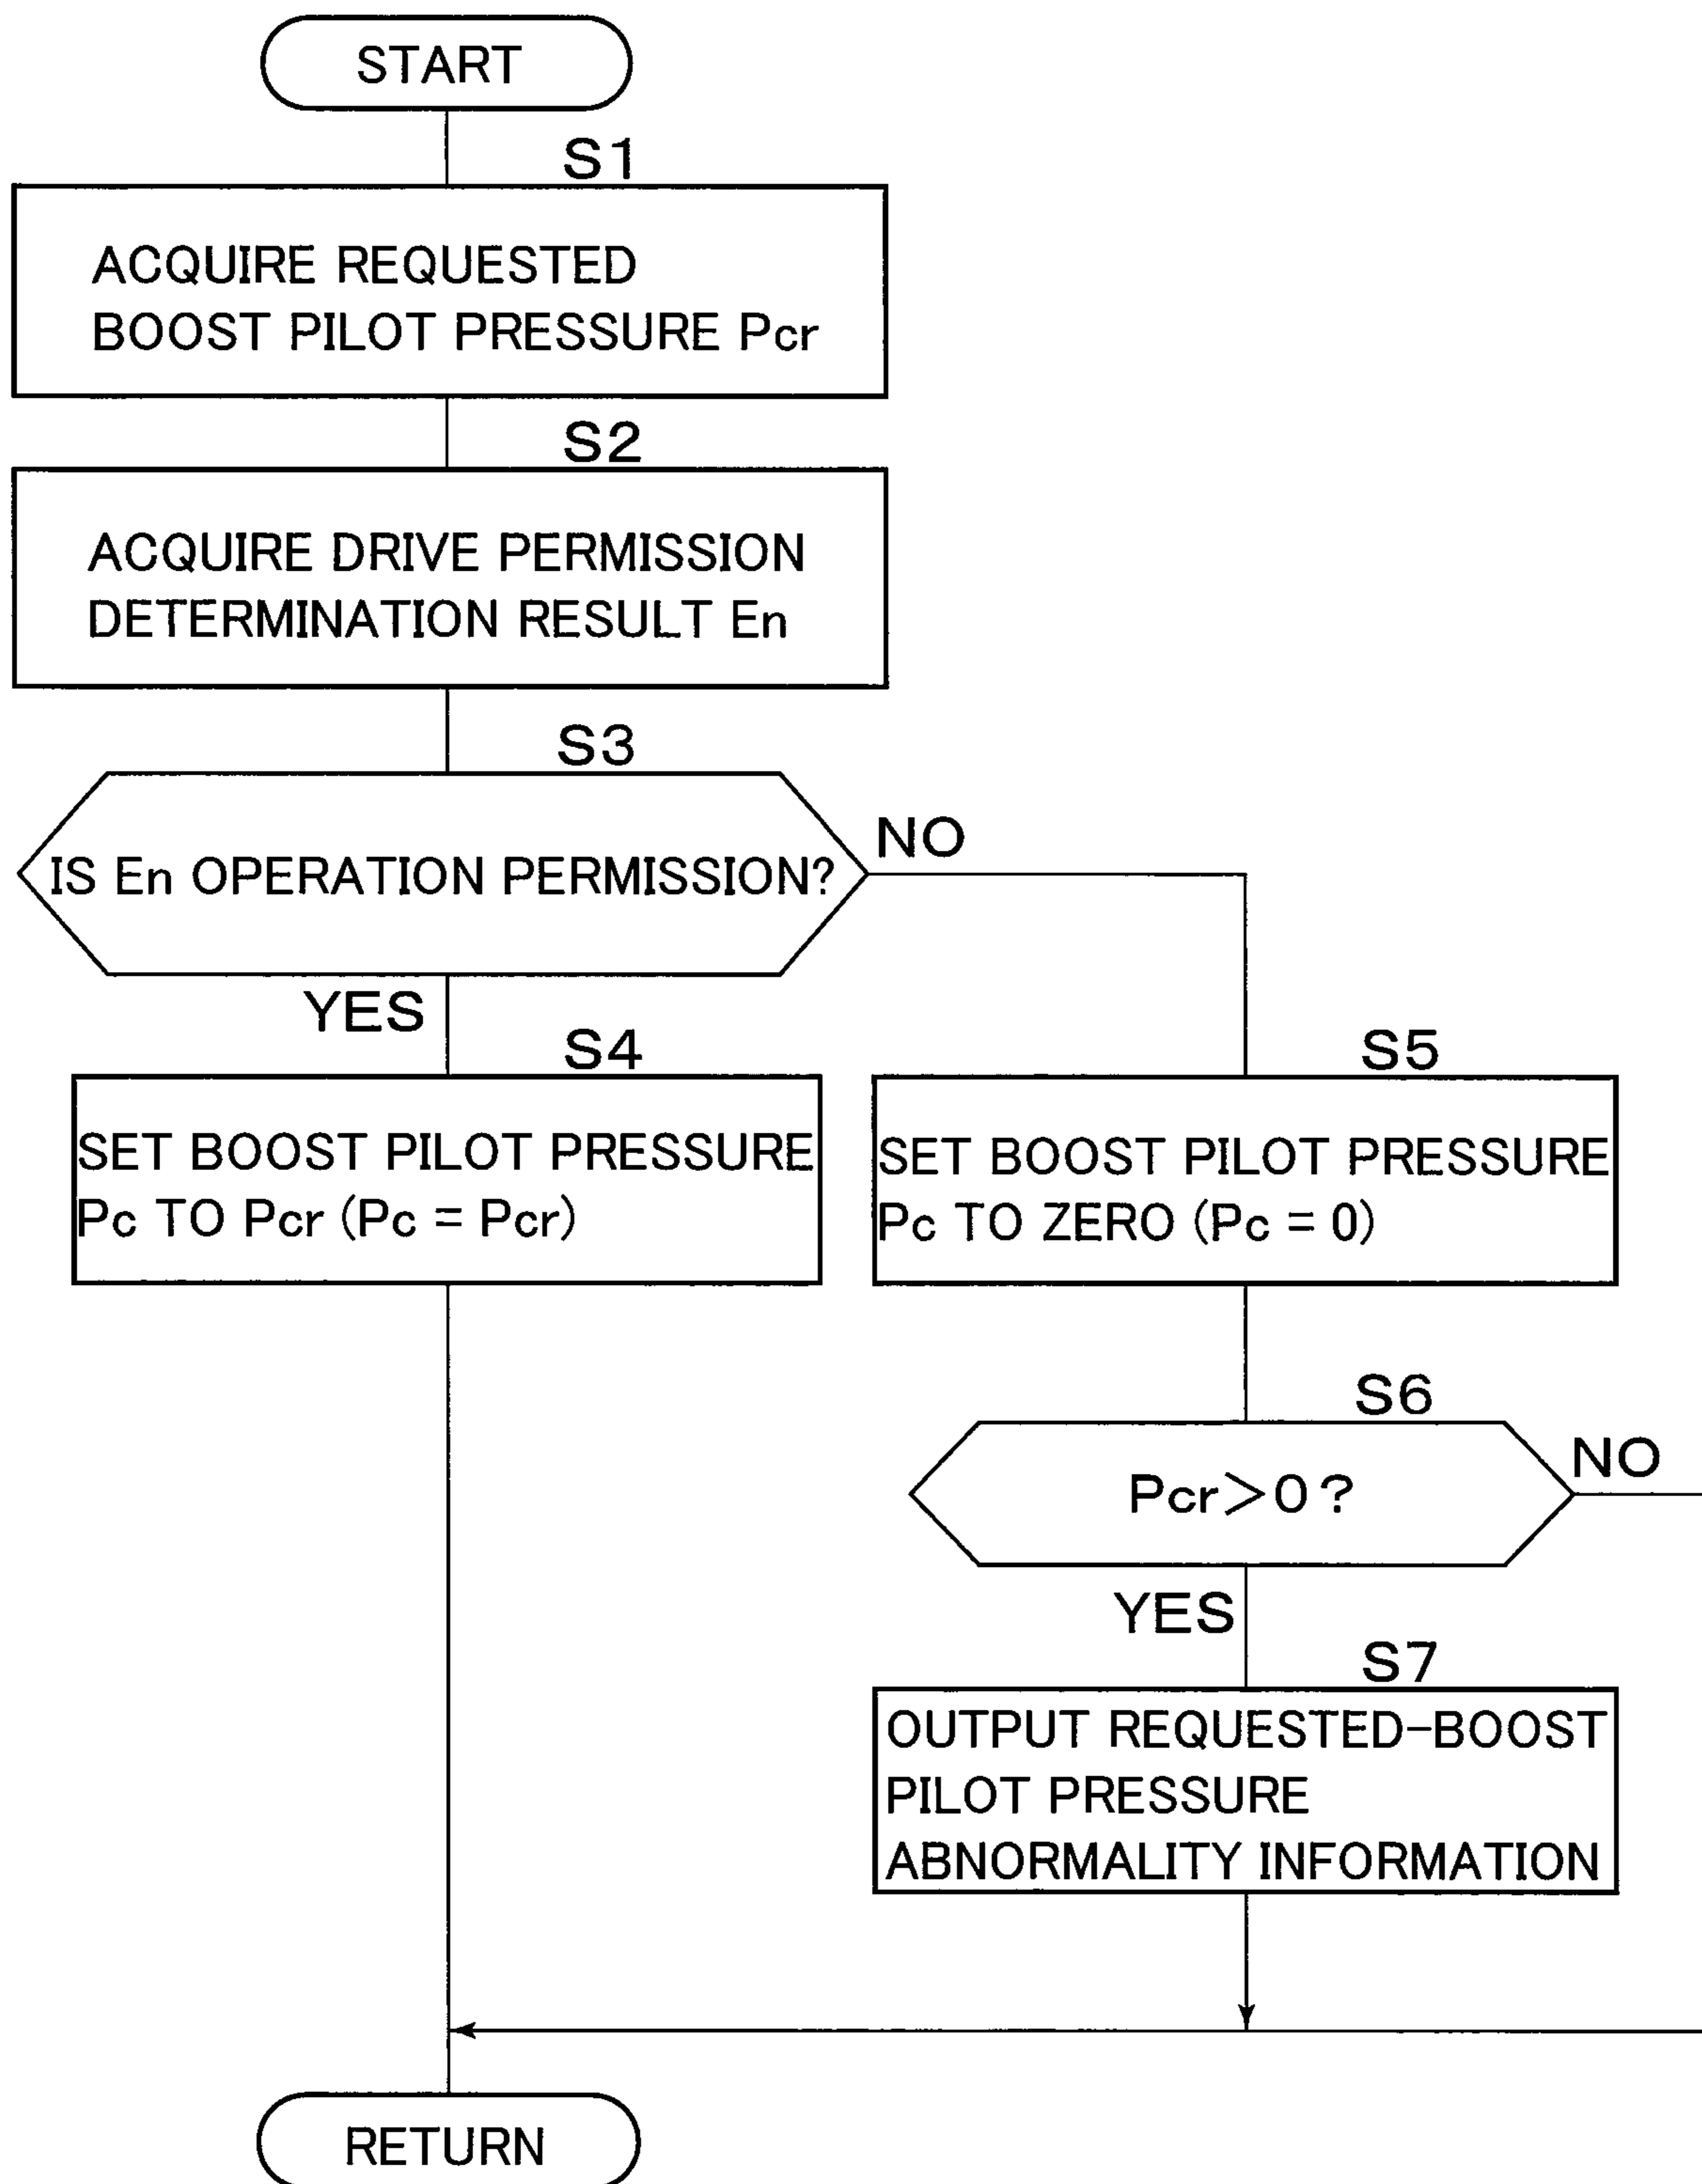 START
S1
ACQUIRE REQUESTED
BOOST PILOT PRESSURE Pcr
S2
ACQUIRE DRIVE PERMISSION
DETERMINATION RESULT En
S3
IS En OPERATION PERMISSION?
NO
YES
S4
SET BOOST PILOT PRESSURE
Pc TO Pcr (Pc = Pcr)
S5
SET BOOST PILOT PRESSURE
Pc TO ZERO (Pc = 0)
S6
Pcr>0?
NO
YES
S7
OUTPUT REQUESTED-BOOST
PILOT PRESSURE
ABNORMALITY INFORMATION
RETURN